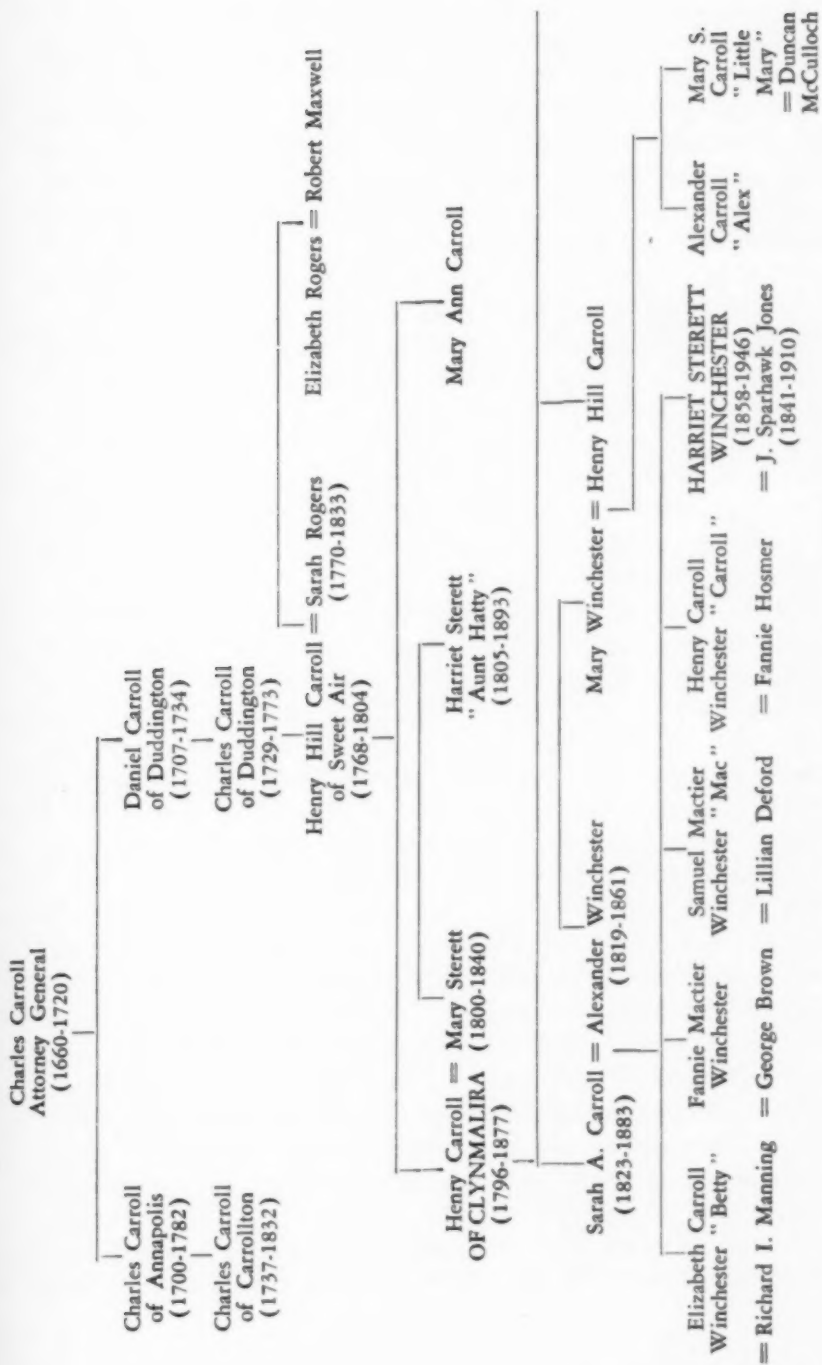 Charles Carroll
Attorney General
(1660-1720)
Charles Carroll
of Annapolis
(1700-1782)
Daniel Carroll
of Duddington
(1707-1734)
Charles Carroll
of Carrollton
(1737-1832)
Charles Carroll
of Duddington
(1729-1773)
Henry Hill Carroll = Sarah Rogers
of Sweet Air
(1768-1804)
(1770-1833)
Elizabeth Rogers = Robert Maxwell
Henry Carroll = Mary Sterett
OF CLYNMALIRA (1800-1840)
(1796-1877)
Harriet Sterett
"Aunt Hatty"
(1805-1893)
Mary Ann Carroll
Sarah A. Carroll = Alexander Winchester
(1823-1883)
(1819-1861)
Mary Winchester = Henry Hill Carroll
Elizabeth Carroll
Winchester "Betty"
= Richard I. Manning
Fannie Mactier
Winchester
= George Brown
Samuel Mactier
Winchester "Mac"
= Lillian Deford
Henry Carroll
Winchester "Carroll"
= Fannie Hosmer
HARRIET STERETT
WINCHESTER
(1858-1946)
= J. Sparhawk Jones
(1841-1910)
Alexander
Carroll
"Alex"
Mary S.
Carroll
"Little
Mary"
= Duncan
McCulloch